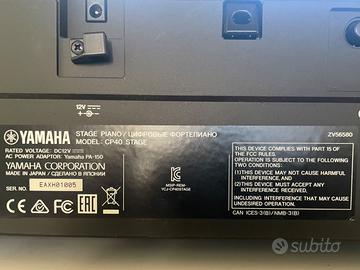 12V
YAMAHA
STAGE PIANO / ЦИФРОВЫЕ ФОРТЕПИАНО
MODEL: CP40 STAGE
ZV56580
RATED VOLTAGE: DC12V
AC POWER ADAPTOR: Yamaha PA-150
YAMAHA CORPORATION
MADE IN JAPAN / СДЕЛАНО В ЯПОНИИ
SER NO. EAXH01005
CE
EAC
MSIP-REM-
YCJ-CP40STAGE
THIS DEVICE COMPLIES WITH PART 15 OF
THE FCC RULES.
OPERATION IS SUBJECT TO THE FOLLOWING
TWO CONDITIONS:
(1)THIS DEVICE MAY NOT CAUSE HARMFUL
INTERFERENCE, AND
(2)THIS DEVICE MUST ACCEPT ANY
INTERFERENCE RECEIVED,
INCLUDING INTERFERENCE THAT MAY CAUSE
UNDESIRED OPERATION.
CAN ICES-3(B)/NMB-3(B)
subito